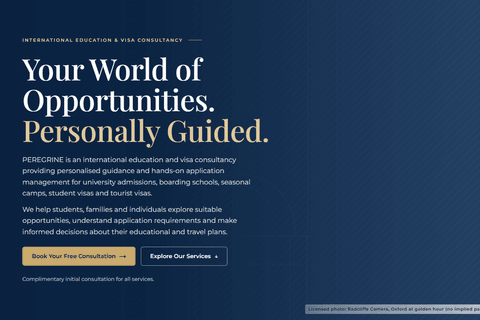 INTERNATIONAL EDUCATION & VISA CONSULTANCY
Your World of
Opportunities.
Personally Guided.
PEREGRINE is an international education and visa consultancy
providing personalised guidance and hands-on application
management for university admissions, boarding schools, seasonal
camps, student visas and tourist visas.
We help students, families and individuals explore suitable
opportunities, understand application requirements and make
informed decisions about their educational and travel plans.
Book Your Free Consultation →
Explore Our Services ↓
Complimentary initial consultation for all services.
Licensed photo: Radcliffe Camera, Oxford at golden hour (no implied pa